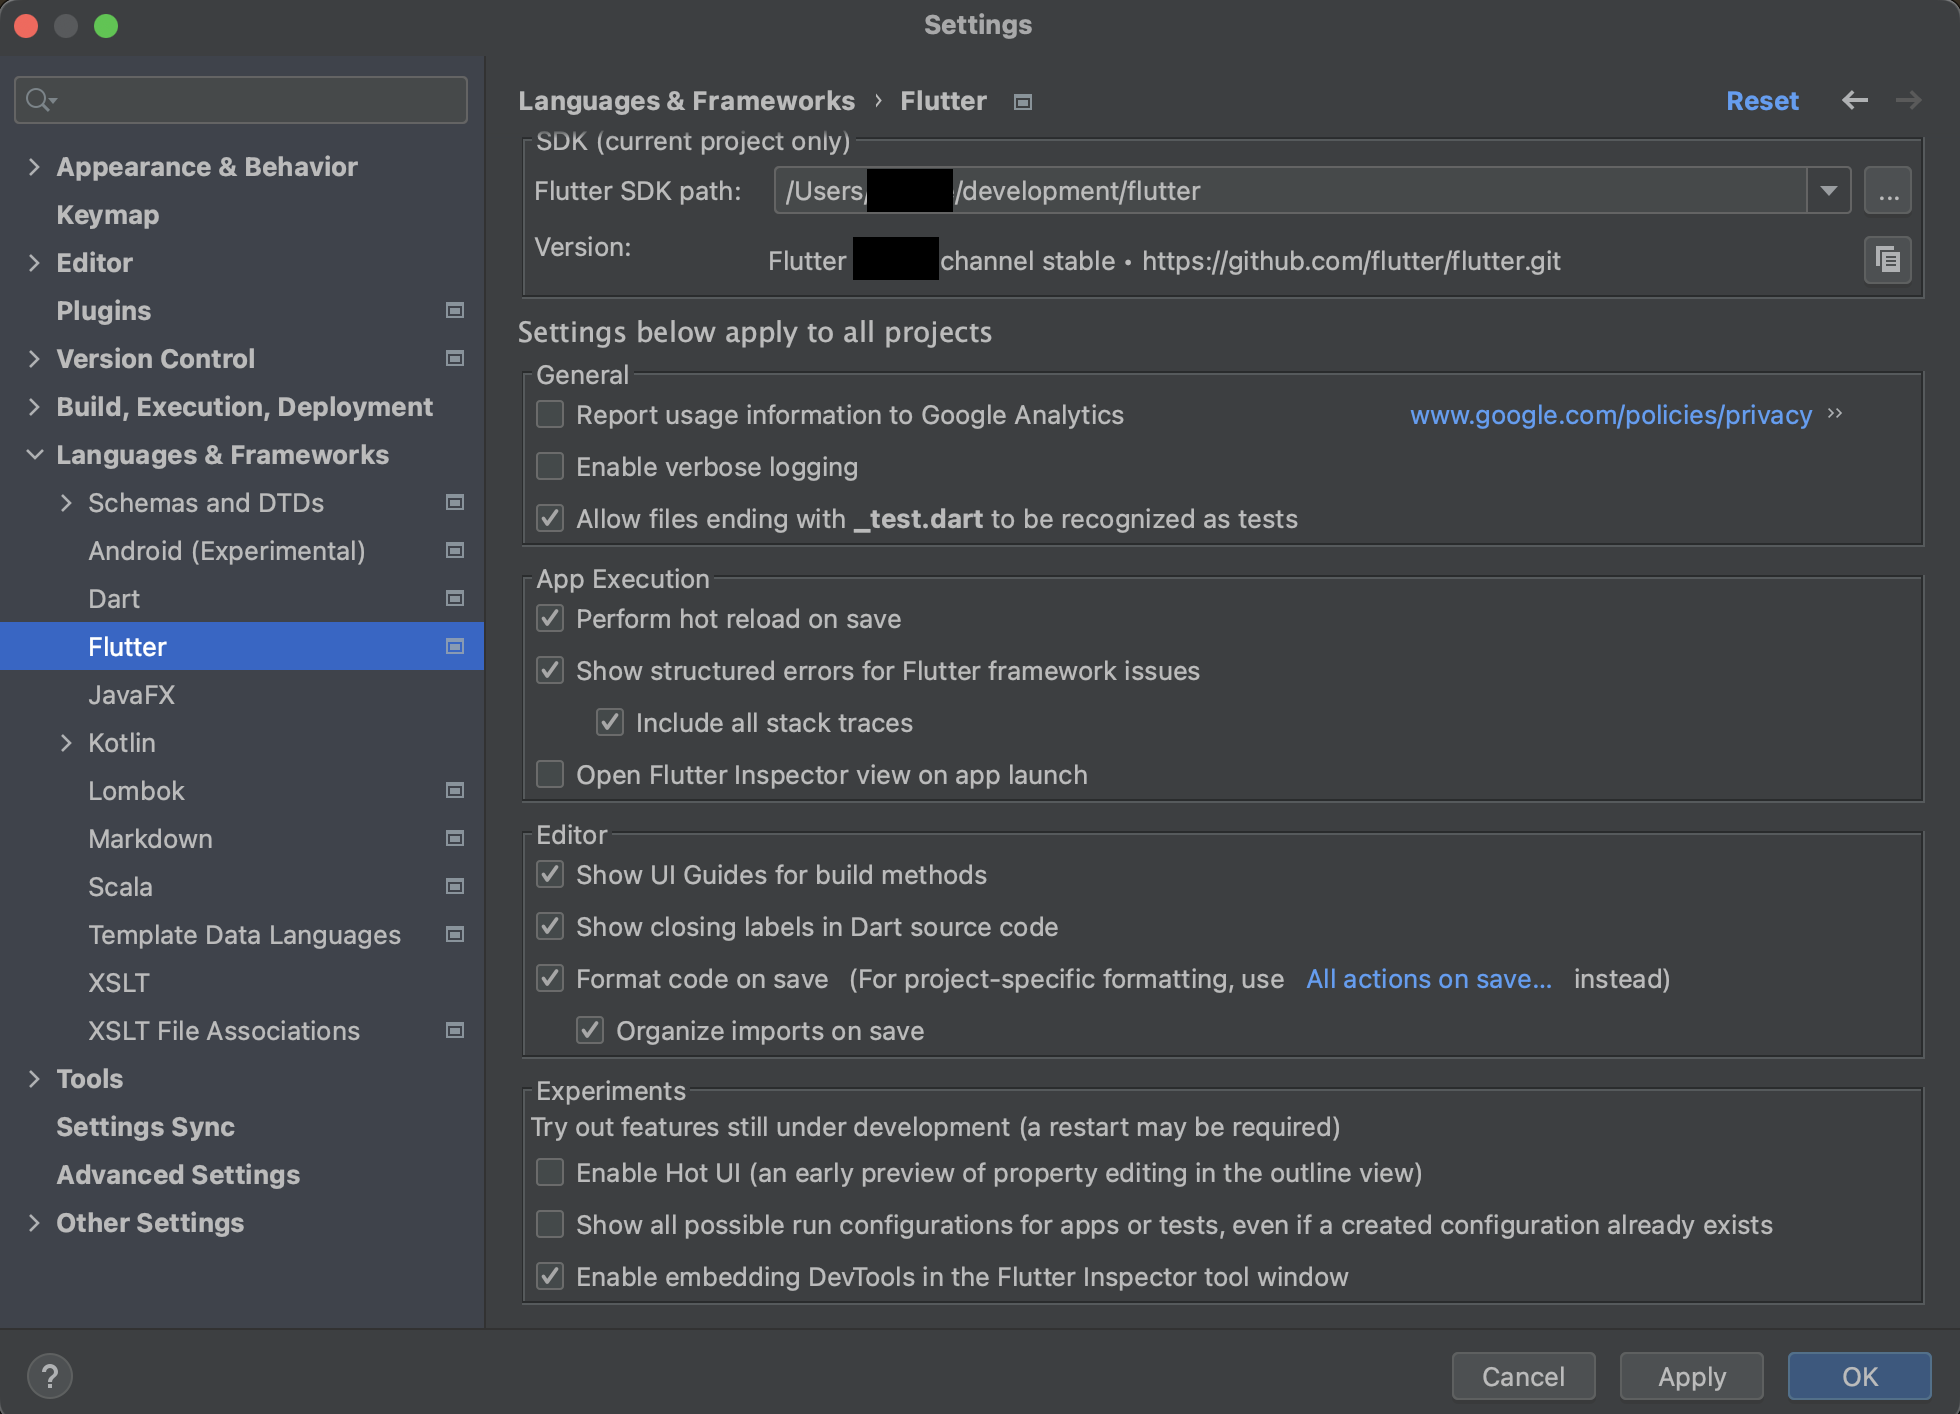 Settings
Appearance & Behavior
Keymap
Editor
Plugins
Version Control
Build, Execution, Deployment
Languages & Frameworks
Schemas and DTDs
Android (Experimental)
Dart
Flutter
JavaFX
Kotlin
Lombok
Markdown
Scala
Template Data Languages
XSLT
XSLT File Associations
Tools
Settings Sync
Advanced Settings
Other Settings
Languages & Frameworks › Flutter
Reset
SDK (current project only)
Flutter SDK path: /Users/ /development/flutter ...
Version: Flutter channel stable • https://github.com/flutter/flutter.git
Settings below apply to all projects
General
Report usage information to Google Analytics www.google.com/policies/privacy
Enable verbose logging
Allow files ending with _test.dart to be recognized as tests
App Execution
Perform hot reload on save
Show structured errors for Flutter framework issues
Include all stack traces
Open Flutter Inspector view on app launch
Editor
Show UI Guides for build methods
Show closing labels in Dart source code
Format code on save (For project-specific formatting, use All actions on save... instead)
Organize imports on save
Experiments
Try out features still under development (a restart may be required)
Enable Hot UI (an early preview of property editing in the outline view)
Show all possible run configurations for apps or tests, even if a created configuration already exists
Enable embedding DevTools in the Flutter Inspector tool window
?
Cancel
Apply
OK